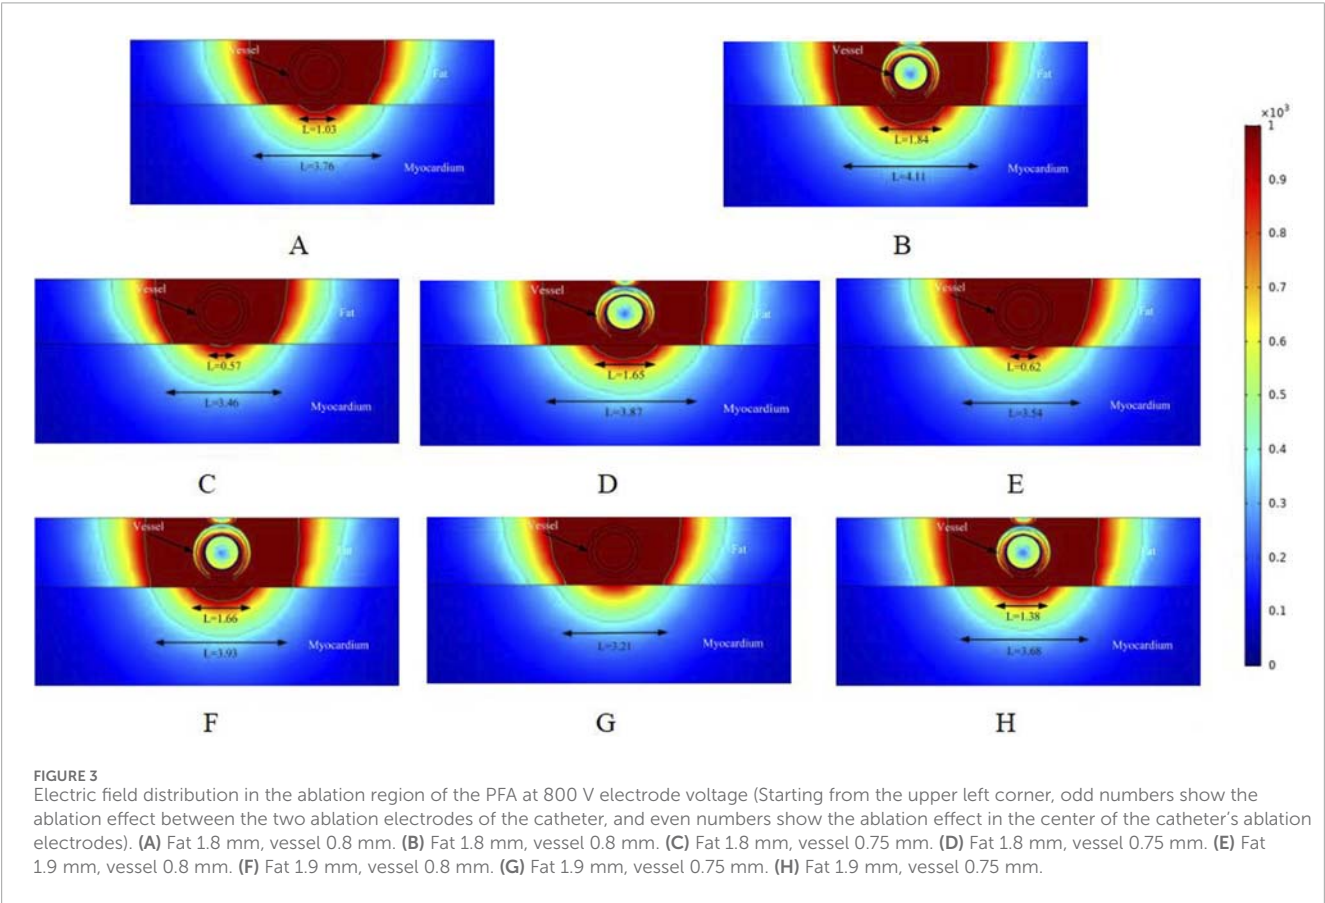 Vessel
Fat
L=1.03
L=3.76
Myocardium
A
Vessel
Fat
L=1.84
L=4.11
Myocardium
B
×10³
1
0.9
0.8
0.7
0.6
0.5
0.4
0.3
0.2
0.1
0
Vessel
Fat
L=0.57
L=3.46
Myocardium
C
Vessel
Fat
L=1.65
L=3.87
Myocardium
D
Vessel
Fat
L=0.62
L=3.54
Myocardium
E
Vessel
Fat
L=1.66
L=3.93
Myocardium
F
Vessel
Fat
L=3.21
Myocardium
G
Vessel
Fat
L=1.38
L=3.68
Myocardium
H
FIGURE 3
Electric field distribution in the ablation region of the PFA at 800 V electrode voltage (Starting from the upper left corner, odd numbers show the
ablation effect between the two ablation electrodes of the catheter, and even numbers show the ablation effect in the center of the catheter's ablation
electrodes). (A) Fat 1.8 mm, vessel 0.8 mm. (B) Fat 1.8 mm, vessel 0.8 mm. (C) Fat 1.8 mm, vessel 0.75 mm. (D) Fat 1.8 mm, vessel 0.75 mm. (E) Fat
1.9 mm, vessel 0.8 mm. (F) Fat 1.9 mm, vessel 0.8 mm. (G) Fat 1.9 mm, vessel 0.75 mm. (H) Fat 1.9 mm, vessel 0.75 mm.